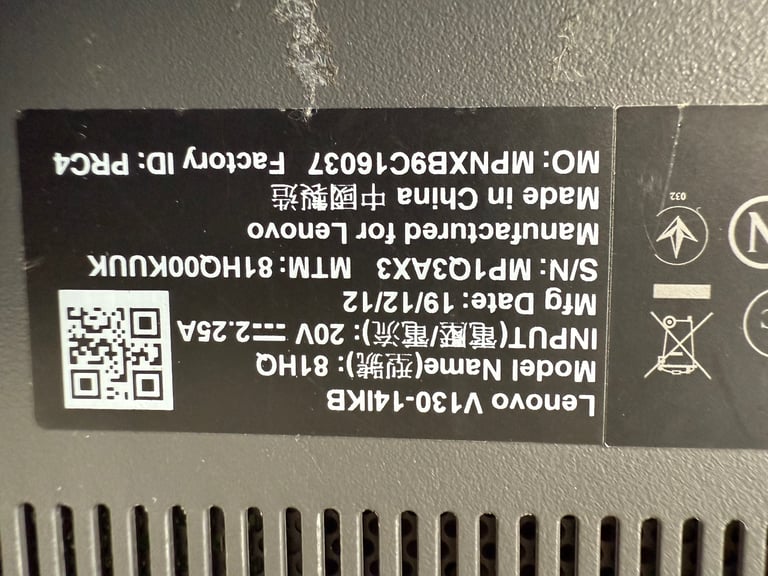 Lenovo V130-14IKB
Model Name(型號): 81HQ
INPUT(電壓/電流): 20V ⎓ 2.25A
Mfg Date: 19/12/12
S/N: MP1Q3AX3 MTM: 81HQ00KUUK
Manufactured for Lenovo
Made in China 中國製造
MO: MPNXB9C16037 Factory ID: PRC4
032
N